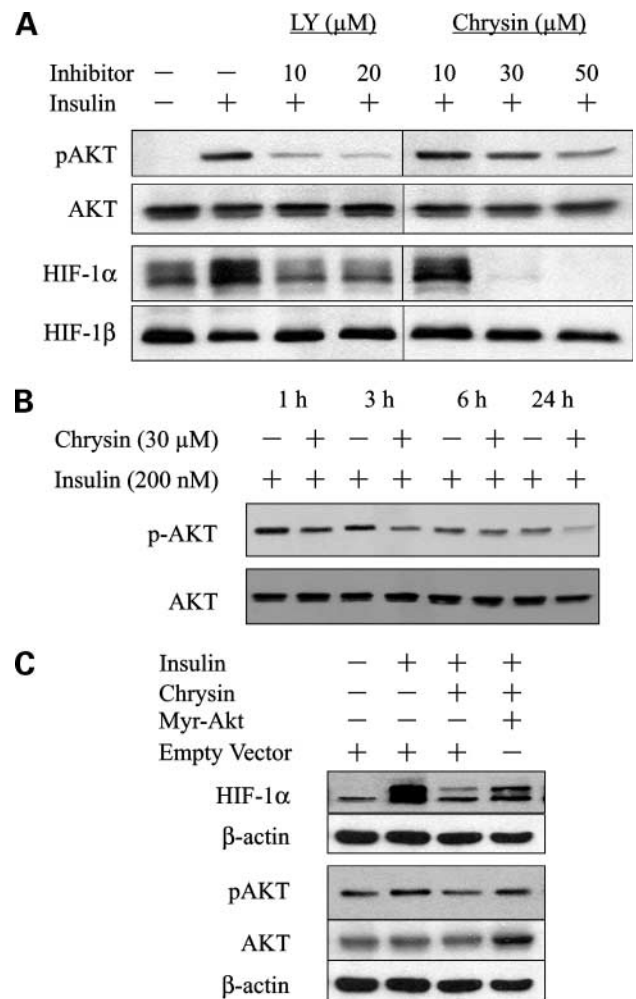 A
LY (µM) Chrysin (µM)
Inhibitor − − 10 20 10 30 50
Insulin − + + + + + +
pAKT
AKT
HIF-1α
HIF-1β
B
1 h 3 h 6 h 24 h
Chrysin (30 µM) − + − + − + − +
Insulin (200 nM) + + + + + + + +
p-AKT
AKT
C
Insulin − + + +
Chrysin − − + +
Myr-Akt − − − +
Empty Vector + + + −
HIF-1α
β-actin
pAKT
AKT
β-actin